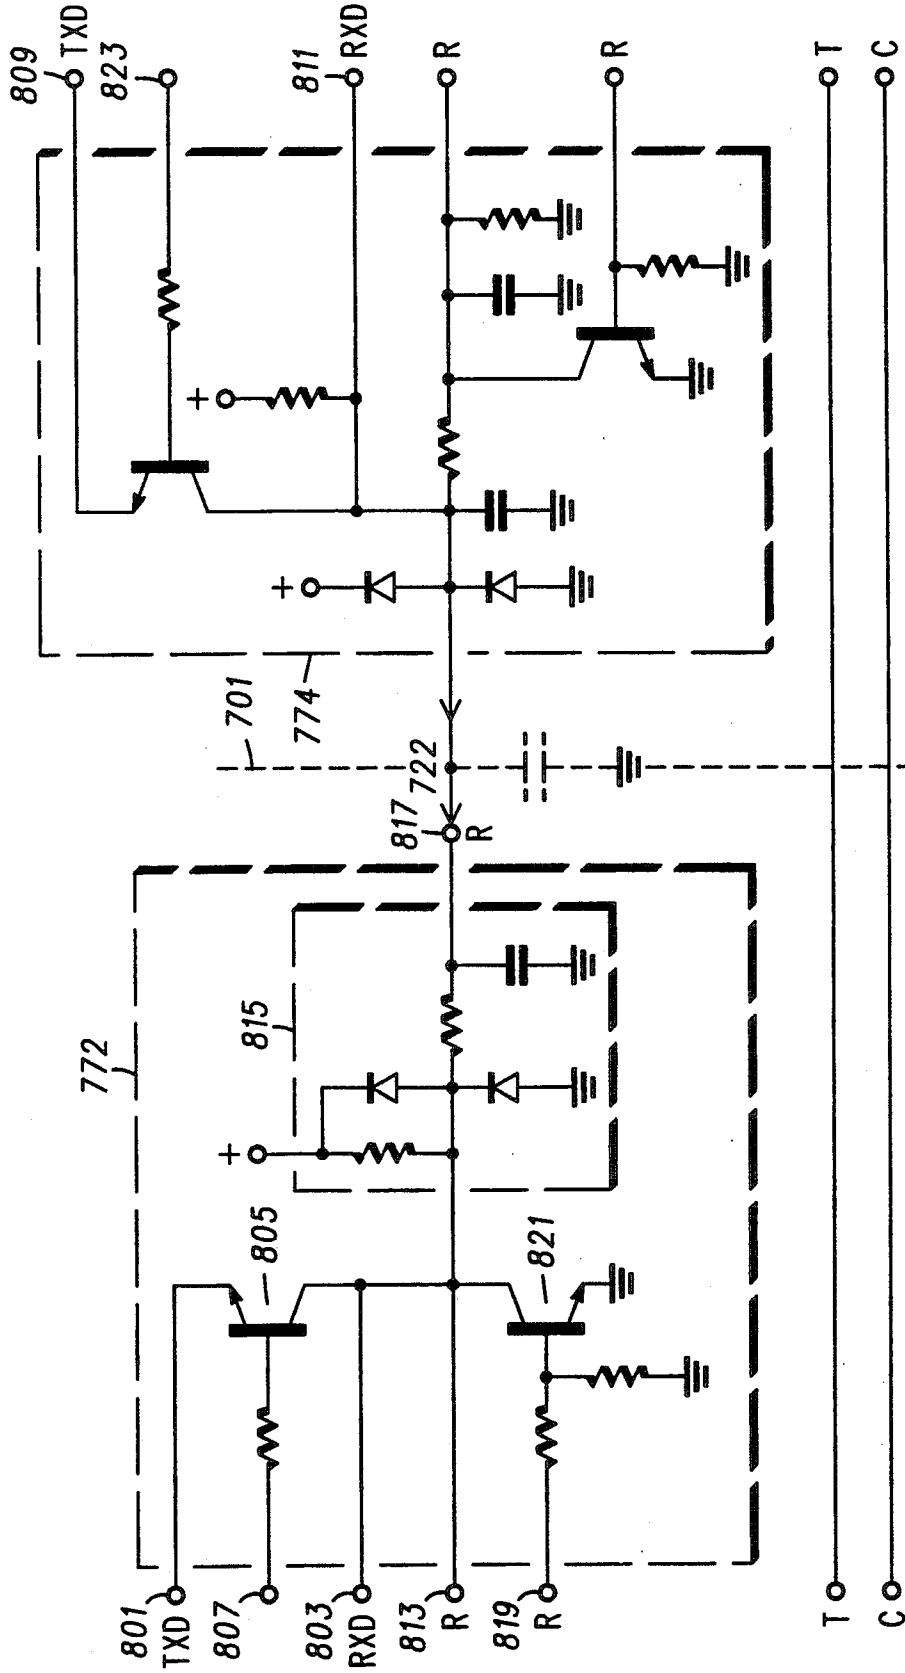 809 TXD
823
811 RXD
R
R
T
C
+
+
774
701
722
817 R
772
815
+
805
821
801 TXD
807
803 RXD
813 R
819 R
T
C